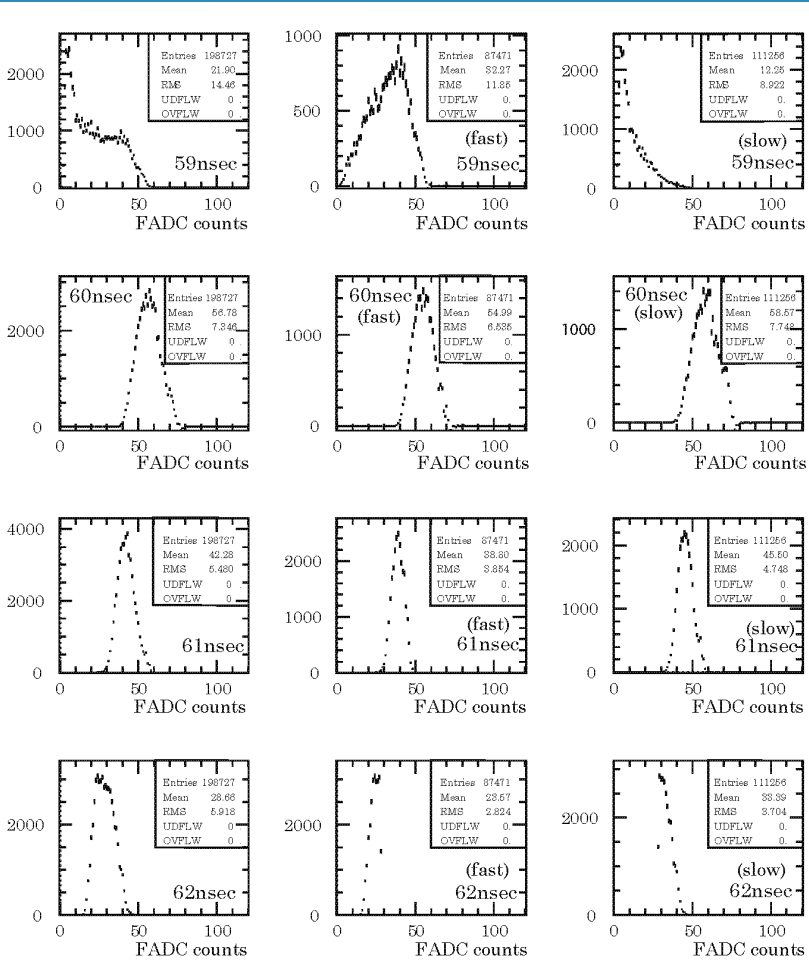 Entries 198727
Mean 21.90
RMS 14.46
UDFLW 0.
OVFLW 0.
59nsec
2000
1000
0
0 50 100
FADC counts
Entries 87471
Mean 32.27
RMS 11.85
UDFLW 0.
OVFLW 0.
(fast)
59nsec
1000
500
0
0 50 100
FADC counts
Entries 111256
Mean 12.25
RMS 8.922
UDFLW 0.
OVFLW 0.
(slow)
59nsec
2000
1000
0
0 50 100
FADC counts
60nsec
Entries 198727
Mean 56.78
RMS 7.346
UDFLW 0.
OVFLW 0.
2000
0
0 50 100
FADC counts
60nsec
(fast)
Entries 87471
Mean 54.99
RMS 6.535
UDFLW 0.
OVFLW 0.
1000
0
0 50 100
FADC counts
60nsec
(slow)
Entries 111256
Mean 58.57
RMS 7.748
UDFLW 0.
OVFLW 0.
1000
0
0 50 100
FADC counts
Entries 198727
Mean 42.28
RMS 5.480
UDFLW 0.
OVFLW 0.
61nsec
4000
2000
0
0 50 100
FADC counts
Entries 87471
Mean 38.80
RMS 3.854
UDFLW 0.
OVFLW 0.
(fast)
61nsec
2000
1000
0
0 50 100
FADC counts
Entries 111256
Mean 45.50
RMS 4.748
UDFLW 0.
OVFLW 0.
(slow)
61nsec
2000
1000
0
0 50 100
FADC counts
Entries 198727
Mean 28.66
RMS 5.918
UDFLW 0.
OVFLW 0.
62nsec
2000
0
0 50 100
FADC counts
Entries 87471
Mean 23.57
RMS 2.824
UDFLW 0.
OVFLW 0.
(fast)
62nsec
2000
0
0 50 100
FADC counts
Entries 111256
Mean 33.39
RMS 3.704
UDFLW 0.
OVFLW 0.
(slow)
62nsec
2000
0
0 50 100
FADC counts